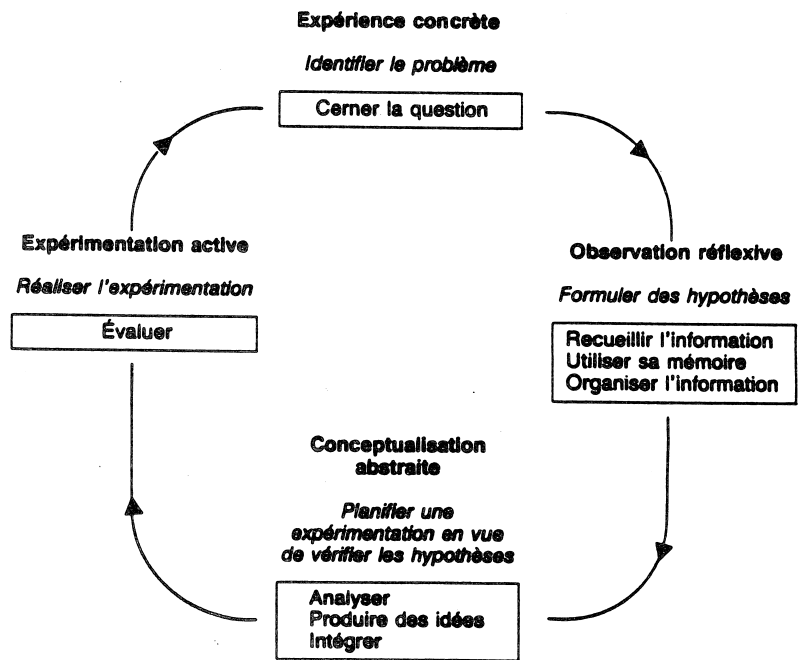 Expérience concrète
Identifier le problème
Cerner la question
Observation réflexive
Formuler des hypothèses
Recueillir l'information
Utiliser sa mémoire
Organiser l'information
Conceptualisation
abstraite
Planifier une
expérimentation en vue
de vérifier les hypothèses
Analyser
Produire des idées
Intégrer
Expérimentation active
Réaliser l'expérimentation
Évaluer